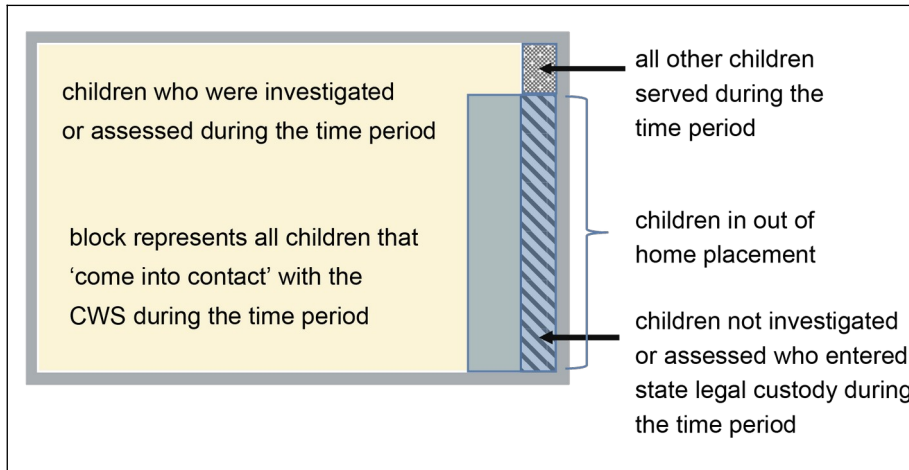 children who were investigated
or assessed during the time period
block represents all children that
‘come into contact’ with the
CWS during the time period
all other children
served during the
time period
children in out of
home placement
children not investigated
or assessed who entered
state legal custody during
the time period